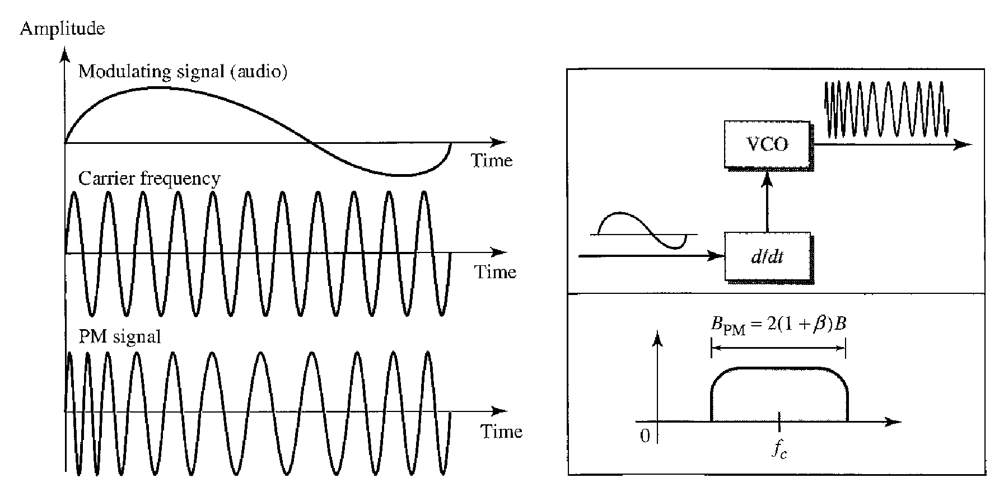 Amplitude
Modulating signal (audio)
Time
Carrier frequency
Time
PM signal
Time
VCO
d/dt
B_PM = 2(1 + β)B
0
f_c